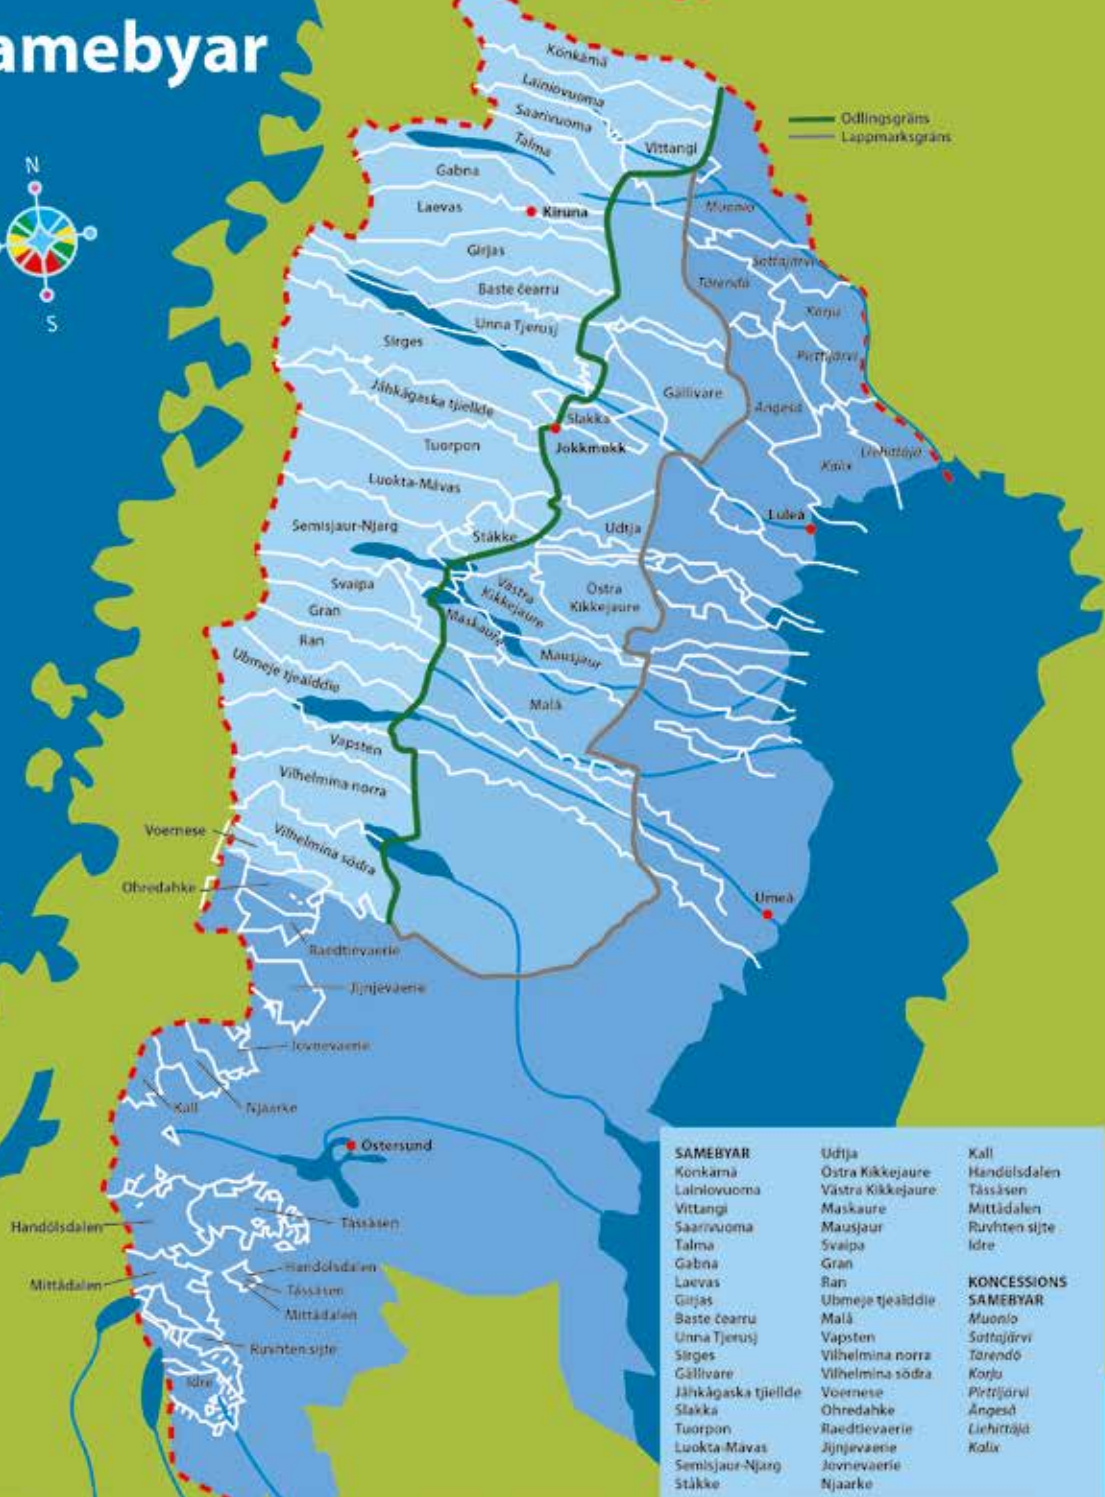 amebyar
N
S
Odlingsgräns
Lappmarksgräns
Könkämä
Lainiovuoma
Saarivuoma
Talma
Vittangi
Gabna
Laevas
Kiruna
Muonio
Girjas
Sattajärvi
Baste čearru
Tärendö
Korju
Unna Tjerusj
Sirges
Pirttijärvi
Jåhkågaska tjiellde
Gällivare
Ängeså
Slakka
Jokkmokk
Tuorpon
Liehittäjä
Kalix
Luokta-Mávas
Luleå
Semisjaur-Njarg
Udtja
Ståkke
Svaipa
Västra
Kikkejaure
Östra
Kikkejaure
Gran
Maskaure
Ran
Mausjaur
Ubmeje tjeälddie
Malå
Vapsten
Vilhelmina norra
Voernese
Vilhelmina södra
Ohredahke
Umeå
Raedtievaerie
Jijnjevaerie
Jovnevaerie
Kall
Njaarke
Östersund
Handölsdalen
Tåssåsen
Handölsdalen
Mittådalen
Tåssåsen
Mittådalen
Ruvhten sijte
Idre
SAMEBYAR
Könkämä
Lainiovuoma
Vittangi
Saarivuoma
Talma
Gabna
Laevas
Girjas
Baste čearru
Unna Tjerusj
Sirges
Gällivare
Jåhkågaska tjiellde
Slakka
Tuorpon
Luokta-Mávas
Semisjaur-Njarg
Ståkke
Udtja
Östra Kikkejaure
Västra Kikkejaure
Maskaure
Mausjaur
Svaipa
Gran
Ran
Ubmeje tjeälddie
Malå
Vapsten
Vilhelmina norra
Vilhelmina södra
Voernese
Ohredahke
Raedtievaerie
Jijnjevaerie
Jovnevaerie
Njaarke
Kall
Handölsdalen
Tåssåsen
Mittådalen
Ruvhten sijte
Idre
KONCESSIONS
SAMEBYAR
Muonio
Sattajärvi
Tärendö
Korju
Pirttijärvi
Ängeså
Liehittäjä
Kalix